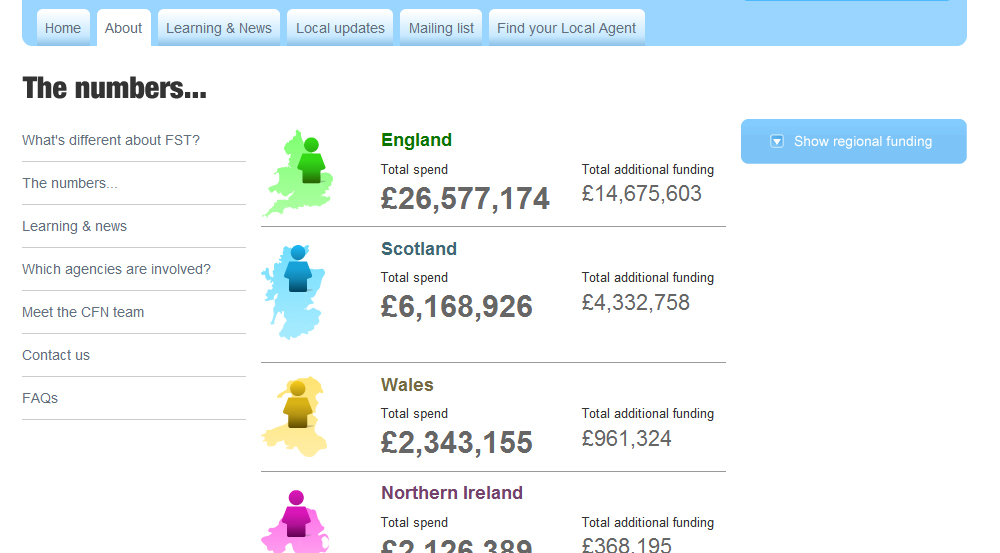 Home
About
Learning & News
Local updates
Mailing list
Find your Local Agent
The numbers...
What's different about FST?
The numbers...
Learning & news
Which agencies are involved?
Meet the CFN team
Contact us
FAQs
England
Total spend
£26,577,174
Total additional funding
£14,675,603
Scotland
Total spend
£6,168,926
Total additional funding
£4,332,758
Wales
Total spend
£2,343,155
Total additional funding
£961,324
Northern Ireland
Total spend
£2,126,389
Total additional funding
£368,195
Show regional funding